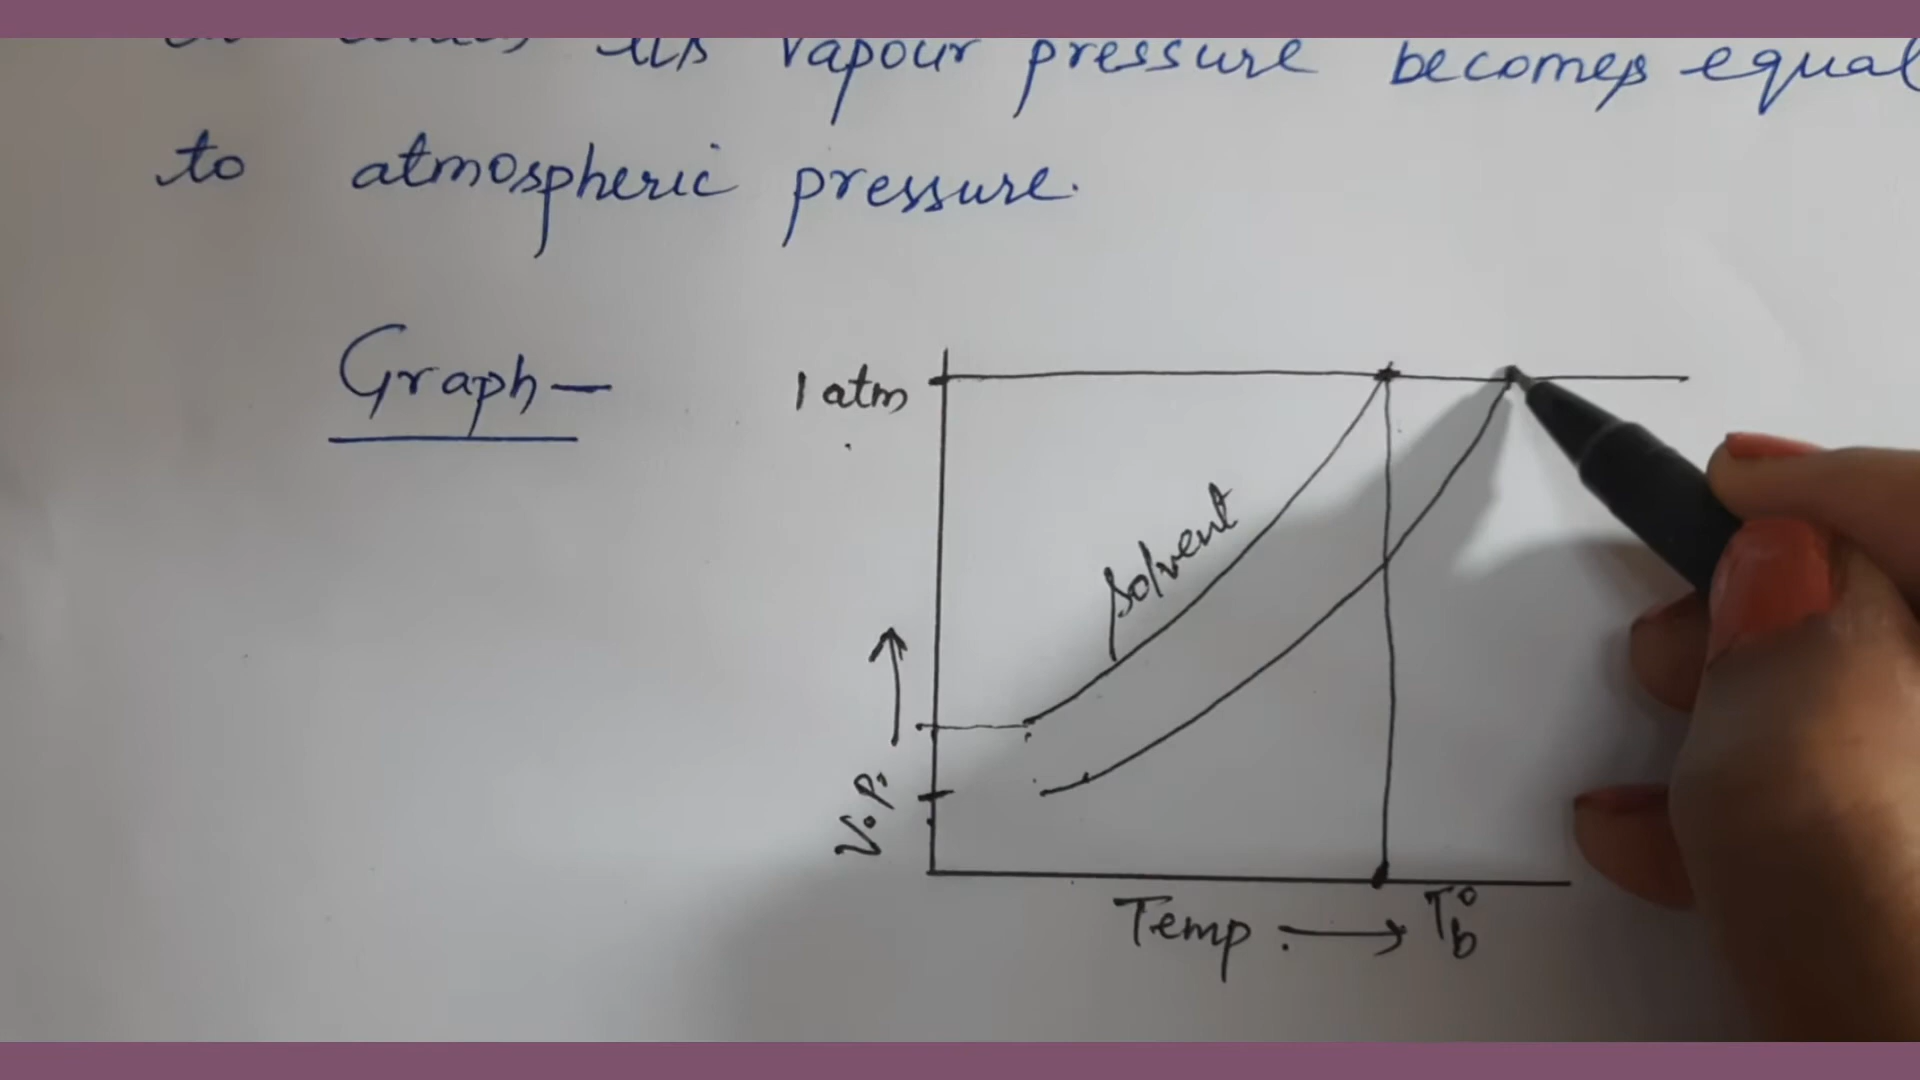 its vapour pressure becomes equal
to atmospheric pressure.
Graph—
1 atm
Solvent
V.P.
Temp. → T°b